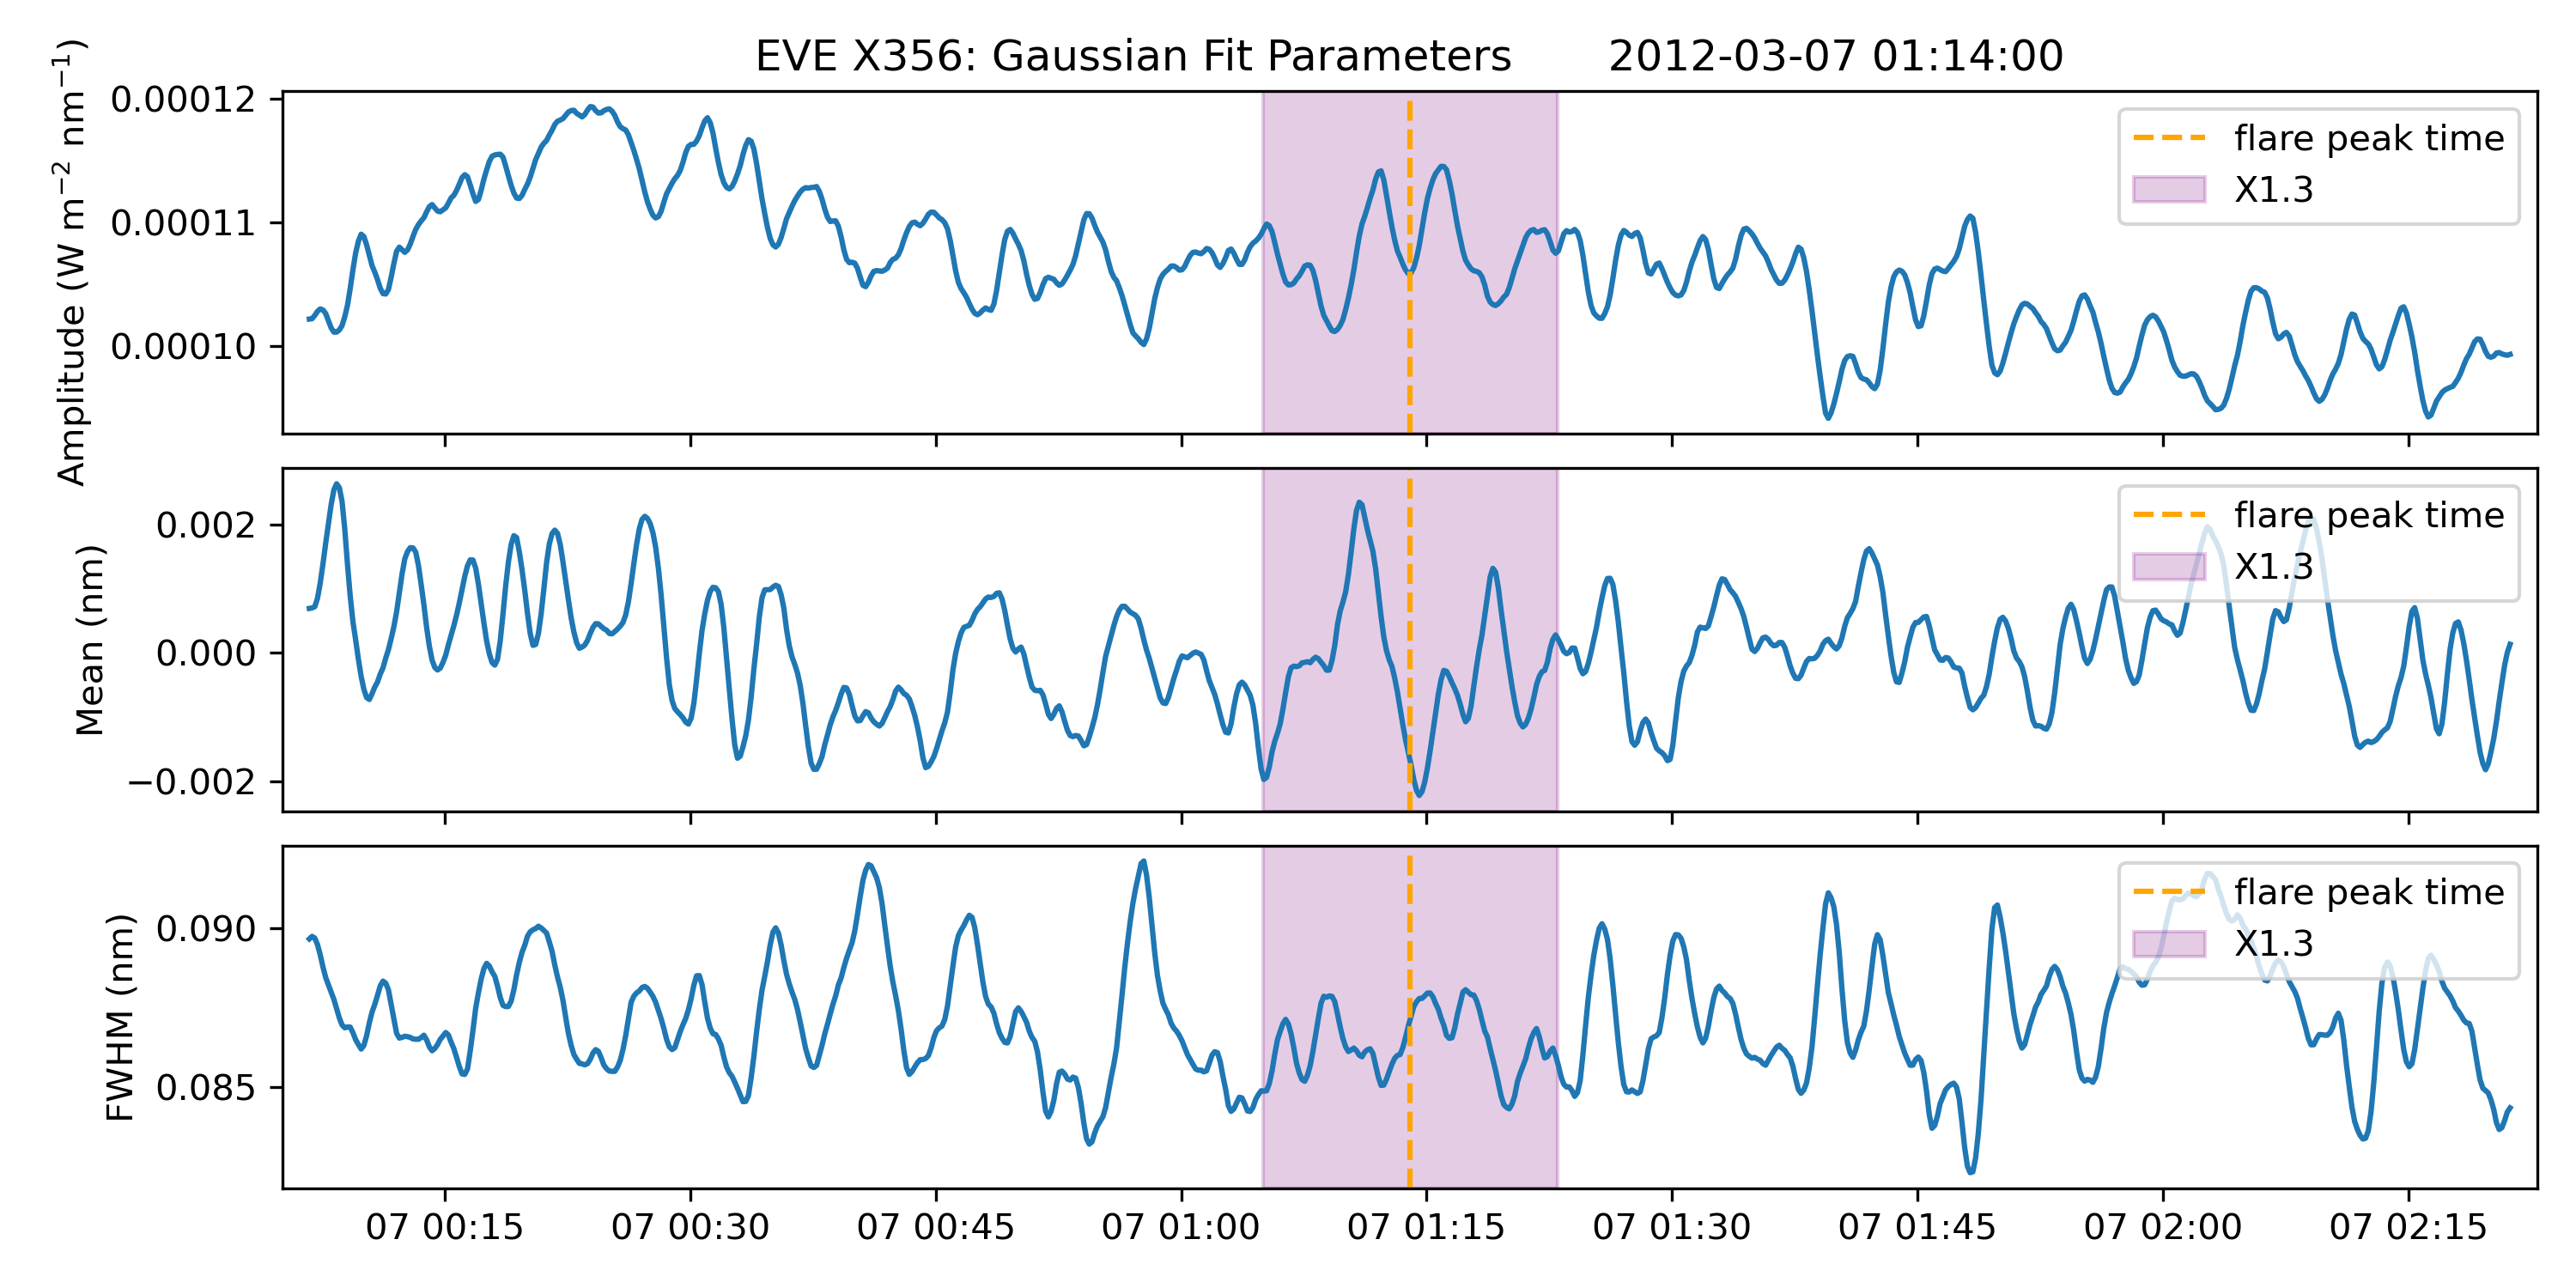 EVE X356: Gaussian Fit Parameters 2012-03-07 01:14:00
Amplitude (W m⁻² nm⁻¹)
0.00012
0.00011
0.00010
flare peak time
X1.3
Mean (nm)
0.002
0.000
−0.002
flare peak time
X1.3
FWHM (nm)
0.090
0.085
flare peak time
X1.3
07 00:15 07 00:30 07 00:45 07 01:00 07 01:15 07 01:30 07 01:45 07 02:00 07 02:15